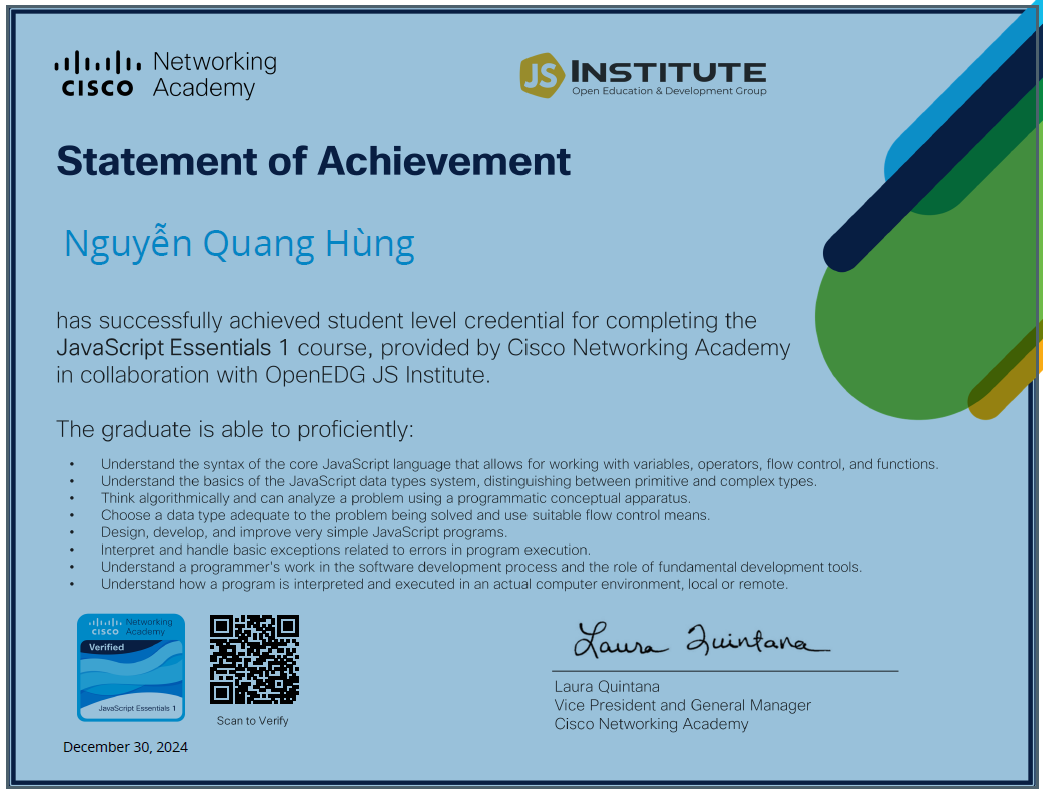 CISCO Networking Academy
JS INSTITUTE
Open Education & Development Group
Statement of Achievement
Nguyễn Quang Hùng
has successfully achieved student level credential for completing the
JavaScript Essentials 1 course, provided by Cisco Networking Academy
in collaboration with OpenEDG JS Institute.
The graduate is able to proficiently:
• Understand the syntax of the core JavaScript language that allows for working with variables, operators, flow control, and functions.
• Understand the basics of the JavaScript data types system, distinguishing between primitive and complex types.
• Think algorithmically and can analyze a problem using a programmatic conceptual apparatus.
• Choose a data type adequate to the problem being solved and use suitable flow control means.
• Design, develop, and improve very simple JavaScript programs.
• Interpret and handle basic exceptions related to errors in program execution.
• Understand a programmer's work in the software development process and the role of fundamental development tools.
• Understand how a program is interpreted and executed in an actual computer environment, local or remote.
CISCO Networking Academy
Verified
JavaScript Essentials 1
Scan to Verify
December 30, 2024
Laura Quintana
Laura Quintana
Vice President and General Manager
Cisco Networking Academy